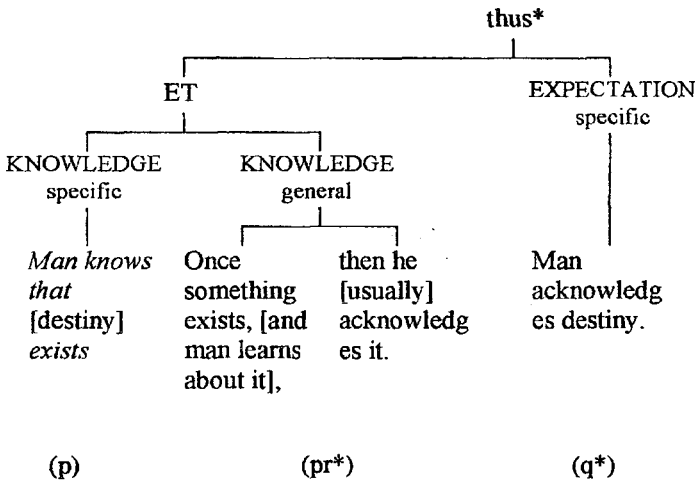 thus*
ET
EXPECTATION
specific
KNOWLEDGE
specific
KNOWLEDGE
general
Man knows
that
[destiny]
exists
Once
something
exists, [and
man learns
about it],
then he
[usually]
acknowledg
es it.
Man
acknowledg
es destiny.
(p)
(pr*)
(q*)